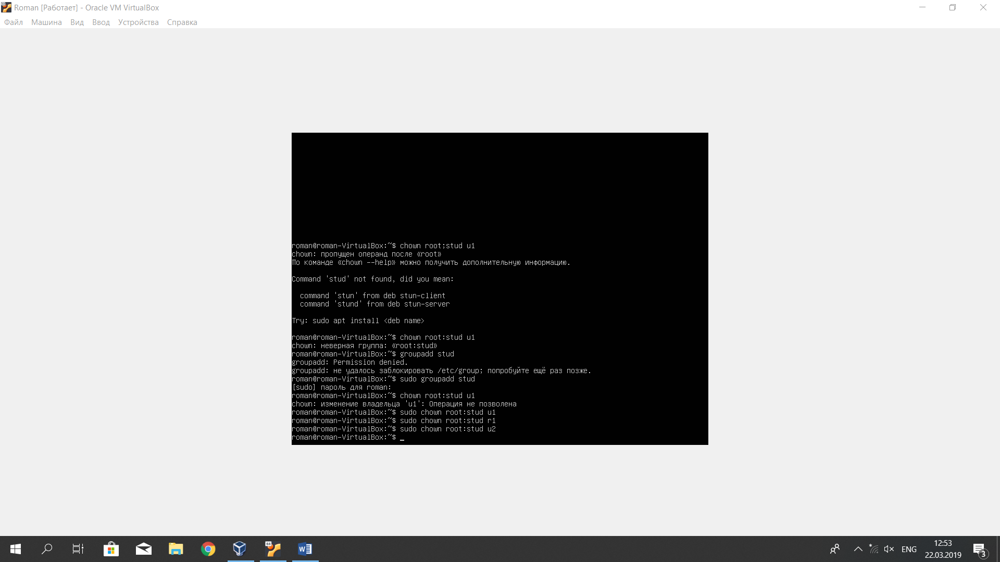 Roman [Работает] - Oracle VM VirtualBox
Файл Машина Вид Ввод Устройства Справка
roman@roman-VirtualBox:~$ chown root;stud u1
chown: пропущен операнд после «root»
По команде «chown --help» можно получить дополнительную информацию.
Command 'stud' not found, did you mean:
command 'stun' from deb stun-client
command 'stund' from deb stun-server
Try: sudo apt install <deb name>
roman@roman-VirtualBox:~$ chown root:stud u1
chown: неверная группа: «root:stud»
roman@roman-VirtualBox:~$ groupadd stud
groupadd: Permission denied.
groupadd: не удалось заблокировать /etc/group; попробуйте ещё раз позже.
roman@roman-VirtualBox:~$ sudo groupadd stud
[sudo] пароль для roman:
roman@roman-VirtualBox:~$ chown root:stud u1
chown: изменение владельца 'u1': Операция не позволена
roman@roman-VirtualBox:~$ sudo chown root:stud u1
roman@roman-VirtualBox:~$ sudo chown root:stud r1
roman@roman-VirtualBox:~$ sudo chown root:stud u2
roman@roman-VirtualBox:~$ _
64
W
ENG
12:53
22.03.2019
3